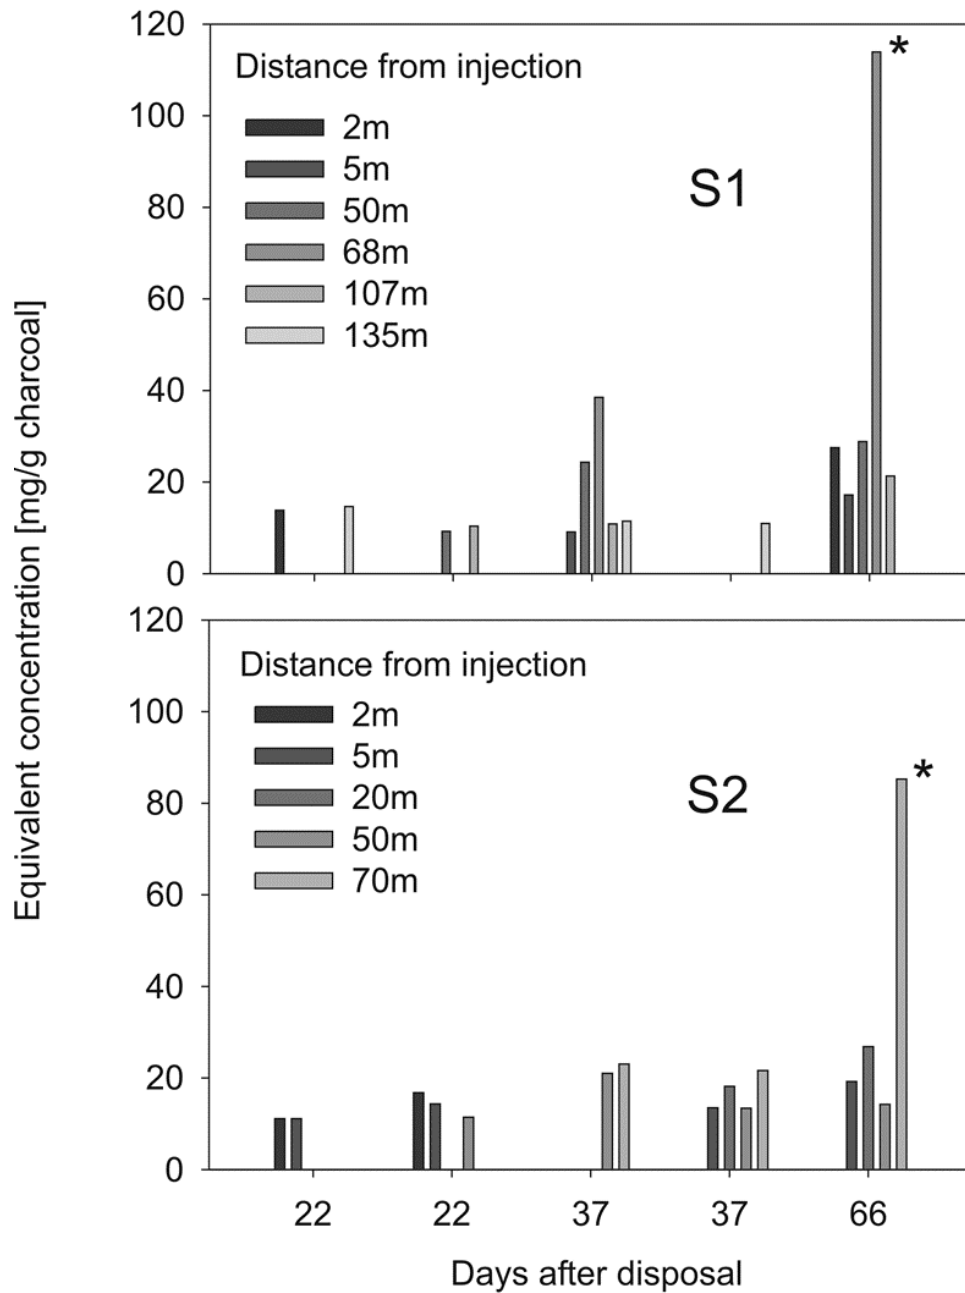 Equivalent concentration [mg/g charcoal]
120
100
80
60
40
20
0
Distance from injection
2m
5m
50m
68m
107m
135m
S1
*
120
100
80
60
40
20
0
Distance from injection
2m
5m
20m
50m
70m
S2
*
22 22 37 37 66
Days after disposal